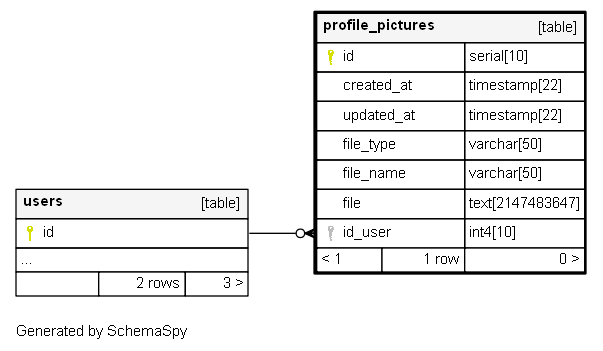 profile_pictures [table]
id serial[10]
created_at timestamp[22]
updated_at timestamp[22]
file_type varchar[50]
file_name varchar[50]
file text[2147483647]
id_user int4[10]
< 1 1 row 0 >
users [table]
id
...
2 rows 3 >
Generated by SchemaSpy